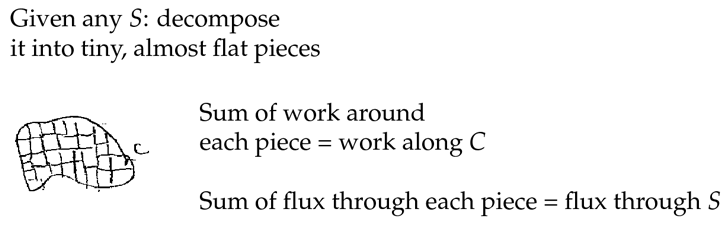 Given any S: decompose
it into tiny, almost flat pieces
Sum of work around
each piece = work along C
C
Sum of flux through each piece = flux through S